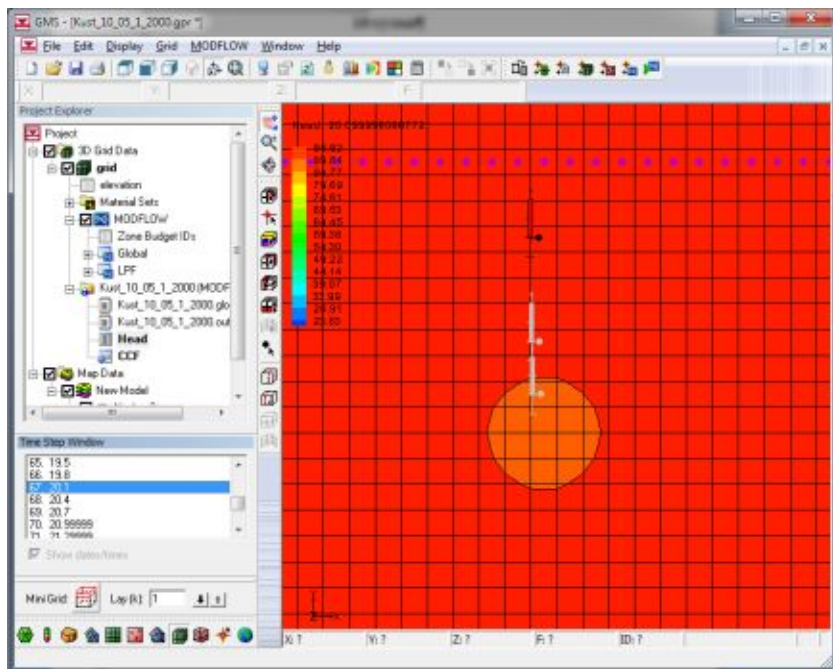 GMS - [Kust_10_05_1_2000.gpr *]
File Edit Display Grid MODFLOW Window Help
X: Y: Z: F:
Project Explorer
Project
3D Grid Data
grid
elevation
Material Sets
MODFLOW
Zone Budget IDs
Global
LPF
Kust_10_05_1_2000 (MODF
Kust_10_05_1_2000.glo
Kust_10_05_1_2000.out
Head
CCF
Map Data
New Model
Time Step Window
65. 19.5
66. 19.8
67. 20.1
68. 20.4
69. 20.7
70. 20.99999
71. 21.29999
Show dates/times
Mini Grid: Lay (k): 1
X: ? Y: ? Z: ? F: ? ID: ?